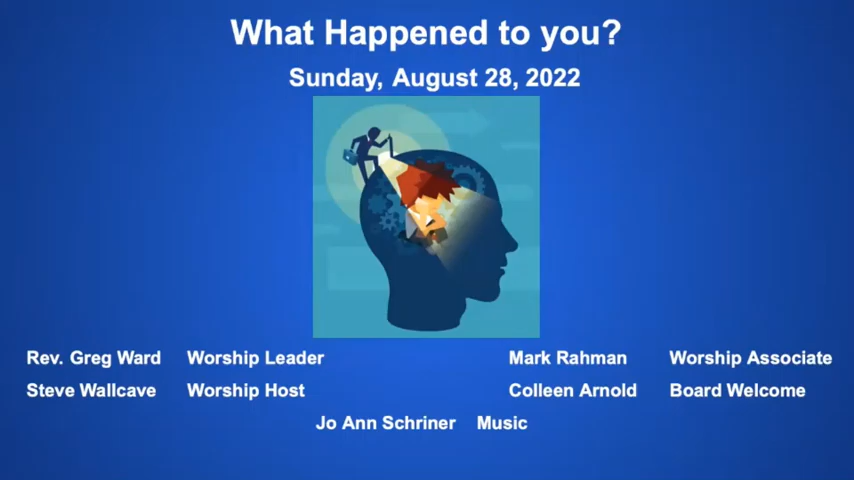 What Happened to you?
Sunday, August 28, 2022
Rev. Greg Ward Worship Leader Mark Rahman Worship Associate
Steve Wallcave Worship Host Colleen Arnold Board Welcome
Jo Ann Schriner Music